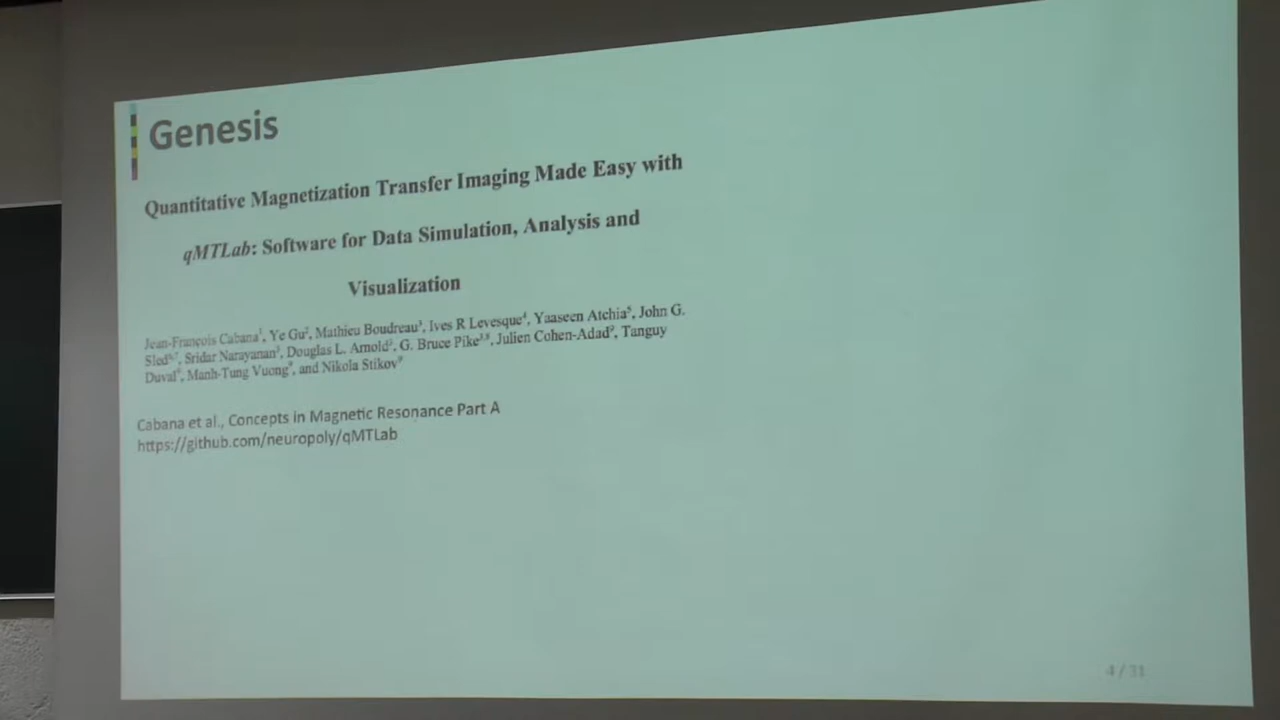 Genesis
Quantitative Magnetization Transfer Imaging Made Easy with
qMTLab: Software for Data Simulation, Analysis and
Visualization
Jean-François Cabana¹, Ye Gu², Mathieu Boudreau³, Ives R Levesque⁴, Yaaseen Atchia⁵, John G.
Sled⁶,⁷, Sridar Narayanan³, Douglas L. Arnold³, G. Bruce Pike³,⁸, Julien Cohen-Adad⁹, Tanguy
Duval⁹, Manh-Tung Vuong⁹, and Nikola Stikov⁹
Cabana et al., Concepts in Magnetic Resonance Part A
https://github.com/neuropoly/qMTLab
4 / 31